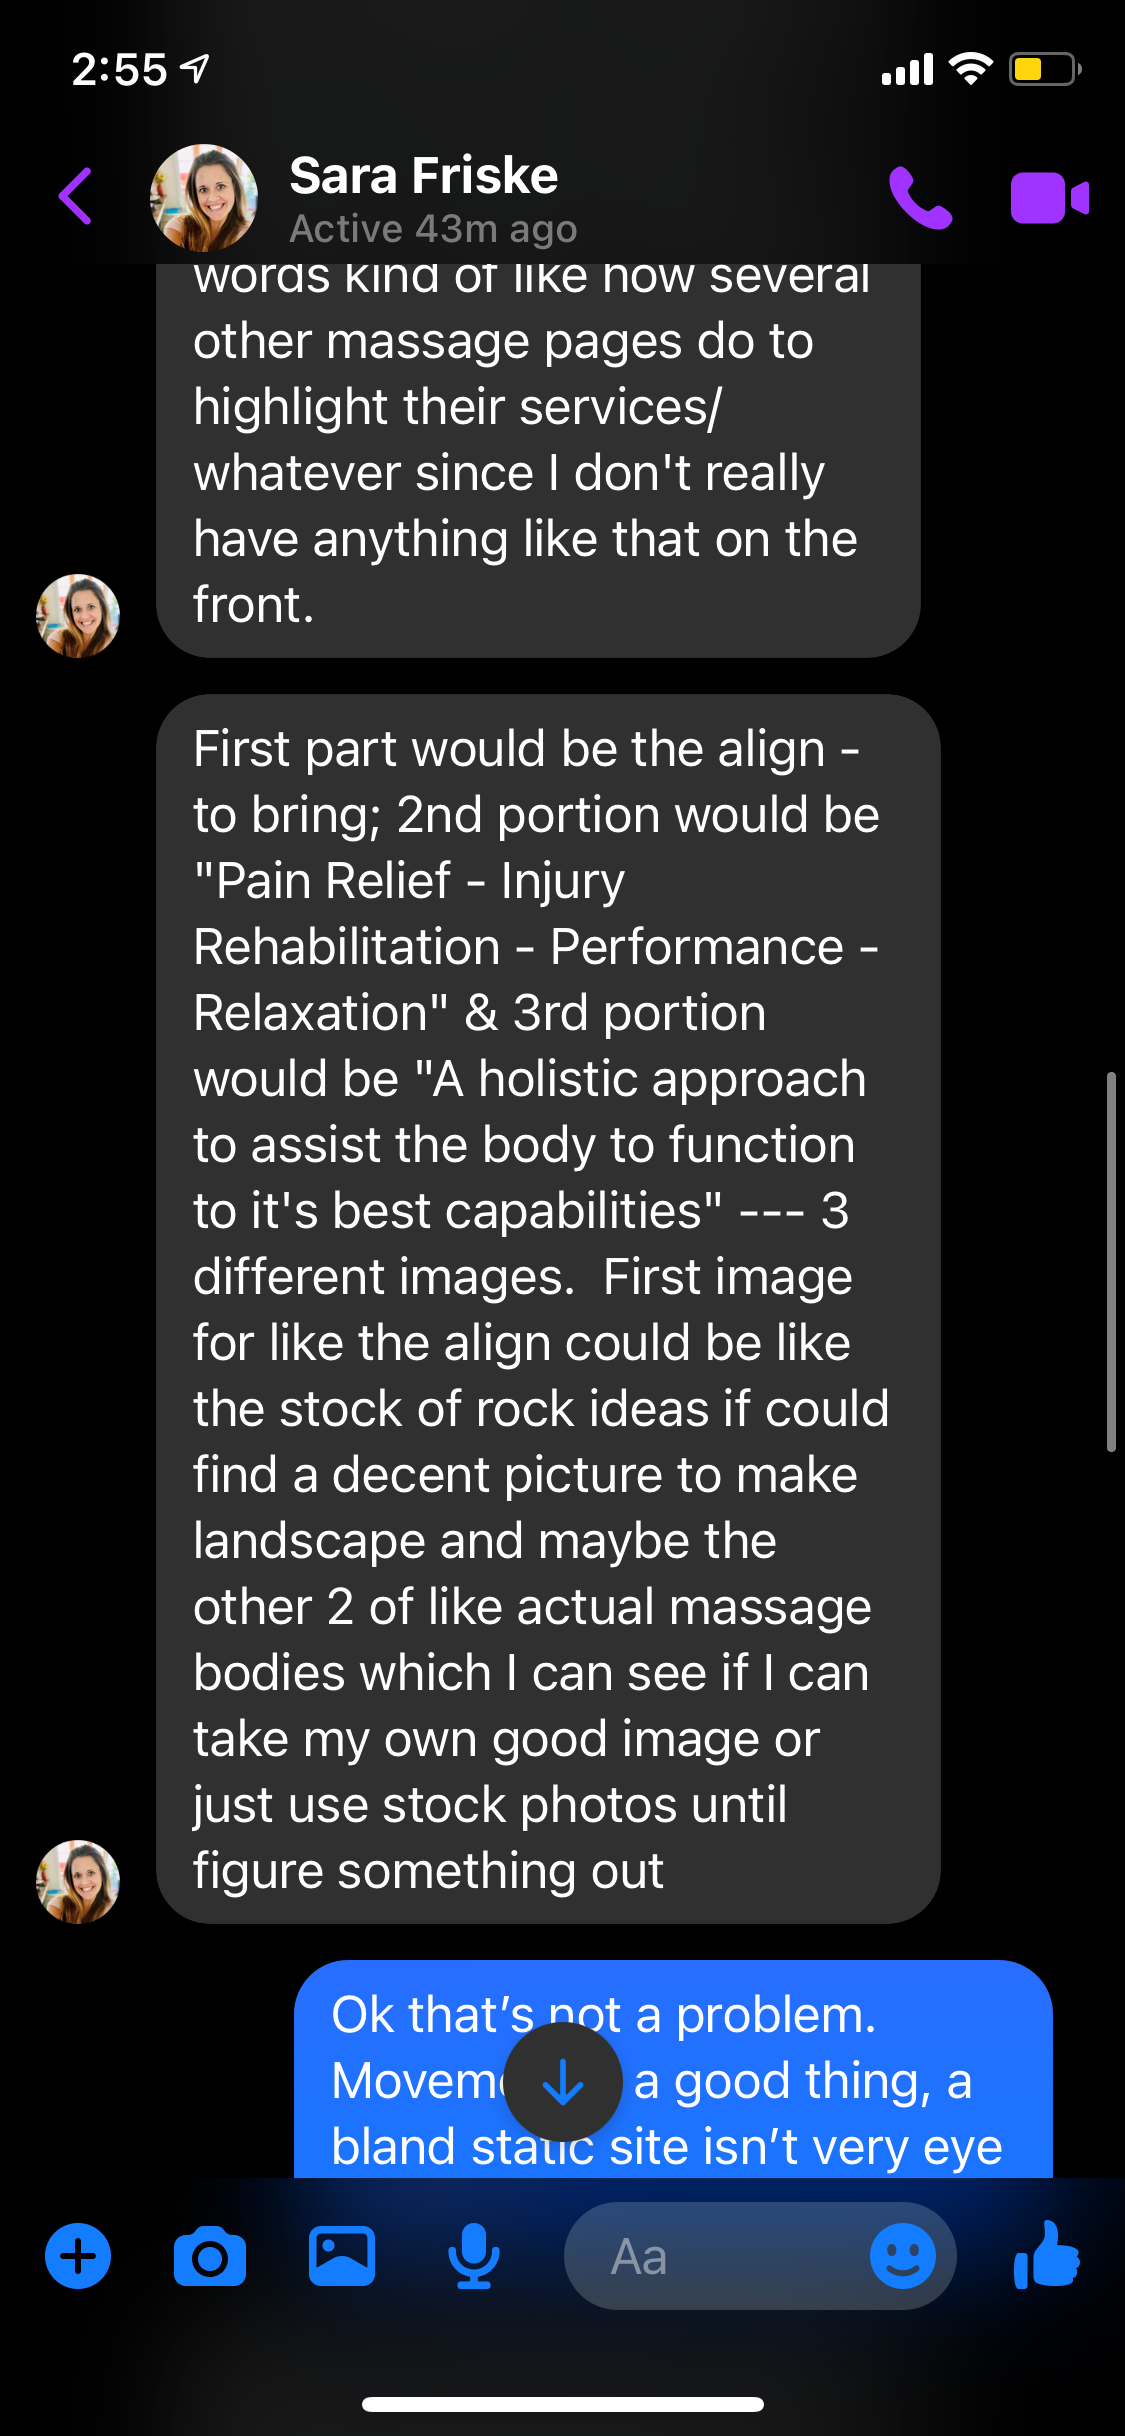 2:55
Sara Friske
Active 43m ago
words kind of like how several
other massage pages do to
highlight their services/
whatever since I don't really
have anything like that on the
front.
First part would be the align -
to bring; 2nd portion would be
"Pain Relief - Injury
Rehabilitation - Performance -
Relaxation" & 3rd portion
would be "A holistic approach
to assist the body to function
to it's best capabilities" --- 3
different images.  First image
for like the align could be like
the stock of rock ideas if could
find a decent picture to make
landscape and maybe the
other 2 of like actual massage
bodies which I can see if I can
take my own good image or
just use stock photos until
figure something out
Ok that’s not a problem.
a good thing, a
bland static site isn’t very eye
Aa